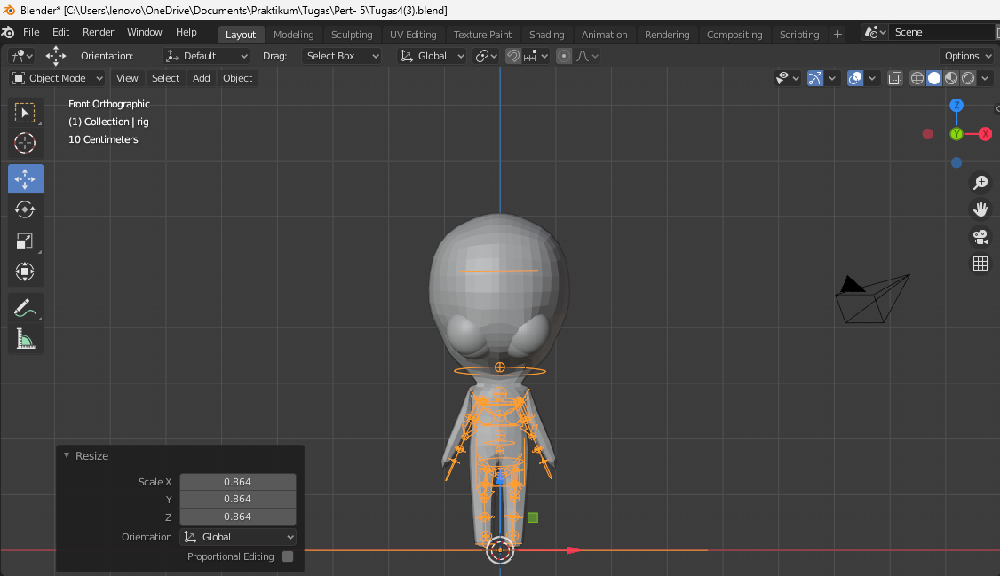 Blender* [C:\Users\lenovo\OneDrive\Documents\Praktikum\Tugas\Pert- 5\Tugas4(3).blend]
File Edit Render Window Help Layout Modeling Sculpting UV Editing Texture Paint Shading Animation Rendering Compositing Scripting + Scene
Orientation: Default Drag: Select Box Global Options
Object Mode View Select Add Object
Front Orthographic
(1) Collection | rig
10 Centimeters
Z
Y X
Resize
Scale X 0.864
Y 0.864
Z 0.864
Orientation Global
Proportional Editing